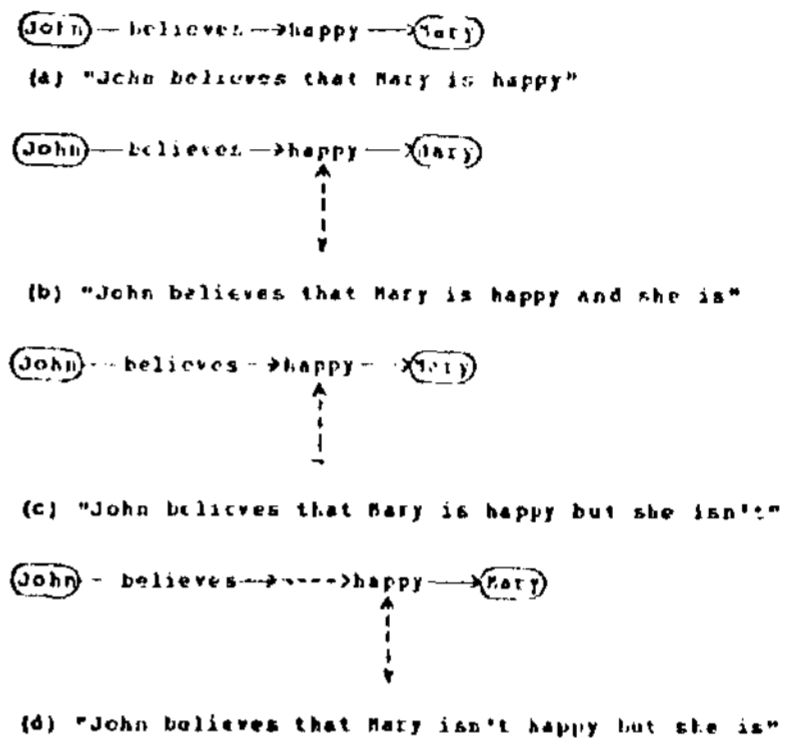 John believes happy Mary
(a) "John believes that Mary is happy"
John believes happy Mary
(b) "John believes that Mary is happy and she is"
John believes happy Mary
(c) "John believes that Mary is happy but she isn't"
John believes happy Mary
(d) "John believes that Mary isn't happy but she is"